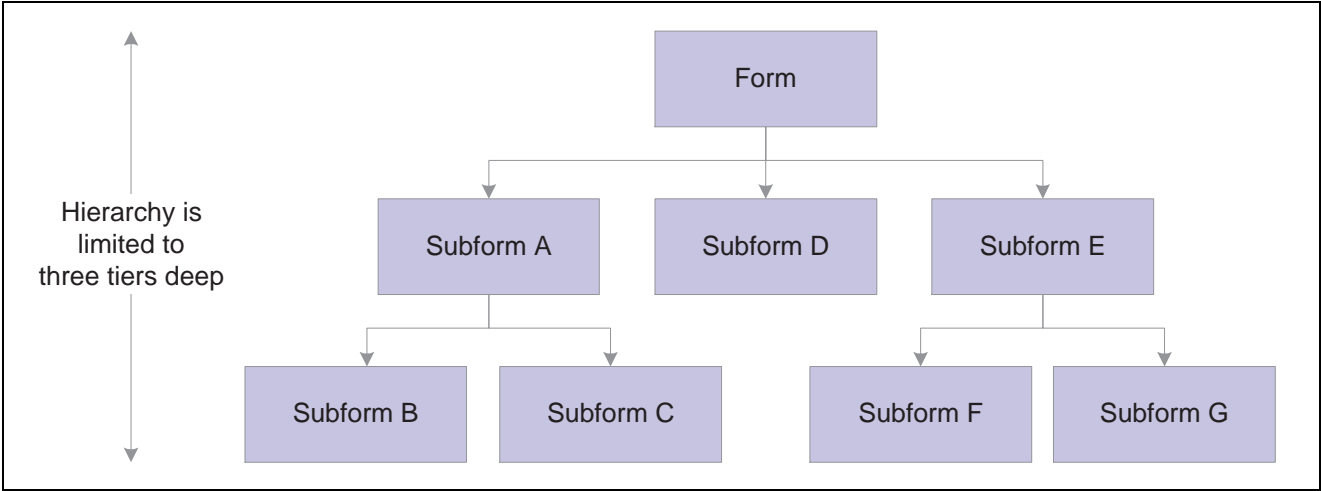 Form
Hierarchy is
limited to
three tiers deep
Subform A
Subform D
Subform E
Subform B
Subform C
Subform F
Subform G